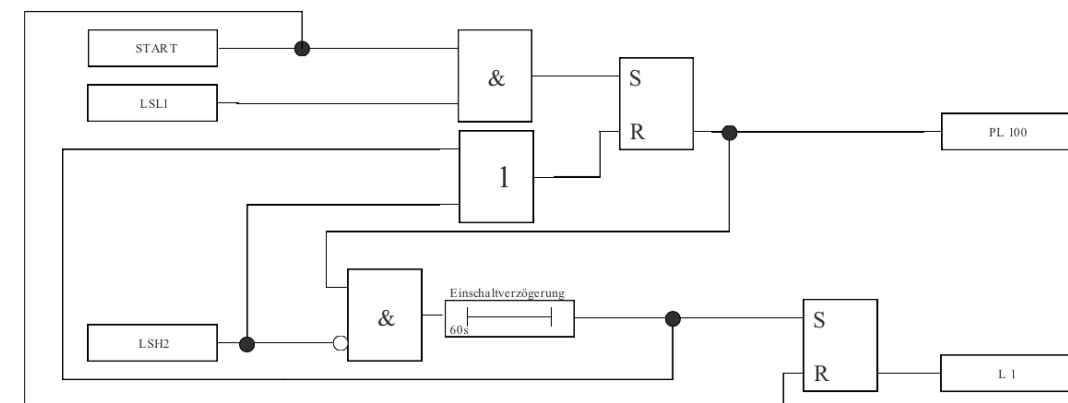 START
&
LSL1
S
R
PL 100
1
Einschaltverzögerung
60s
&
LSH2
S
R
L 1